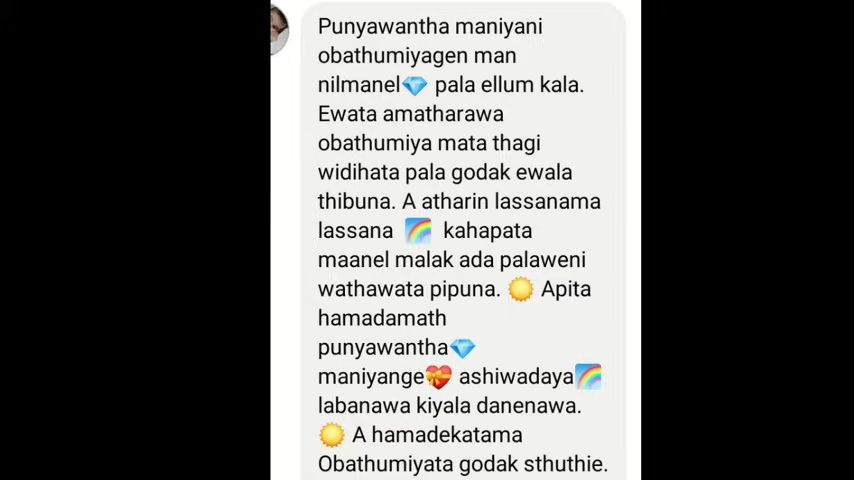 Punyawantha maniyani
obathumiyagen man
nilmanel💎 pala ellum kala.
Ewata amatharawa
obathumiya mata thagi
widihata pala godak ewala
thibuna. A atharin lassanama
lassana 🌈 kahapata
maanel malak ada palaweni
wathawata pipuna. ☀️ Apita
hamadamath
punyawantha💎
maniyange💝 ashiwadaya🌈
labanawa kiyala danenawa.
☀️ A hamadekatama
Obathumiyata godak sthuthie.